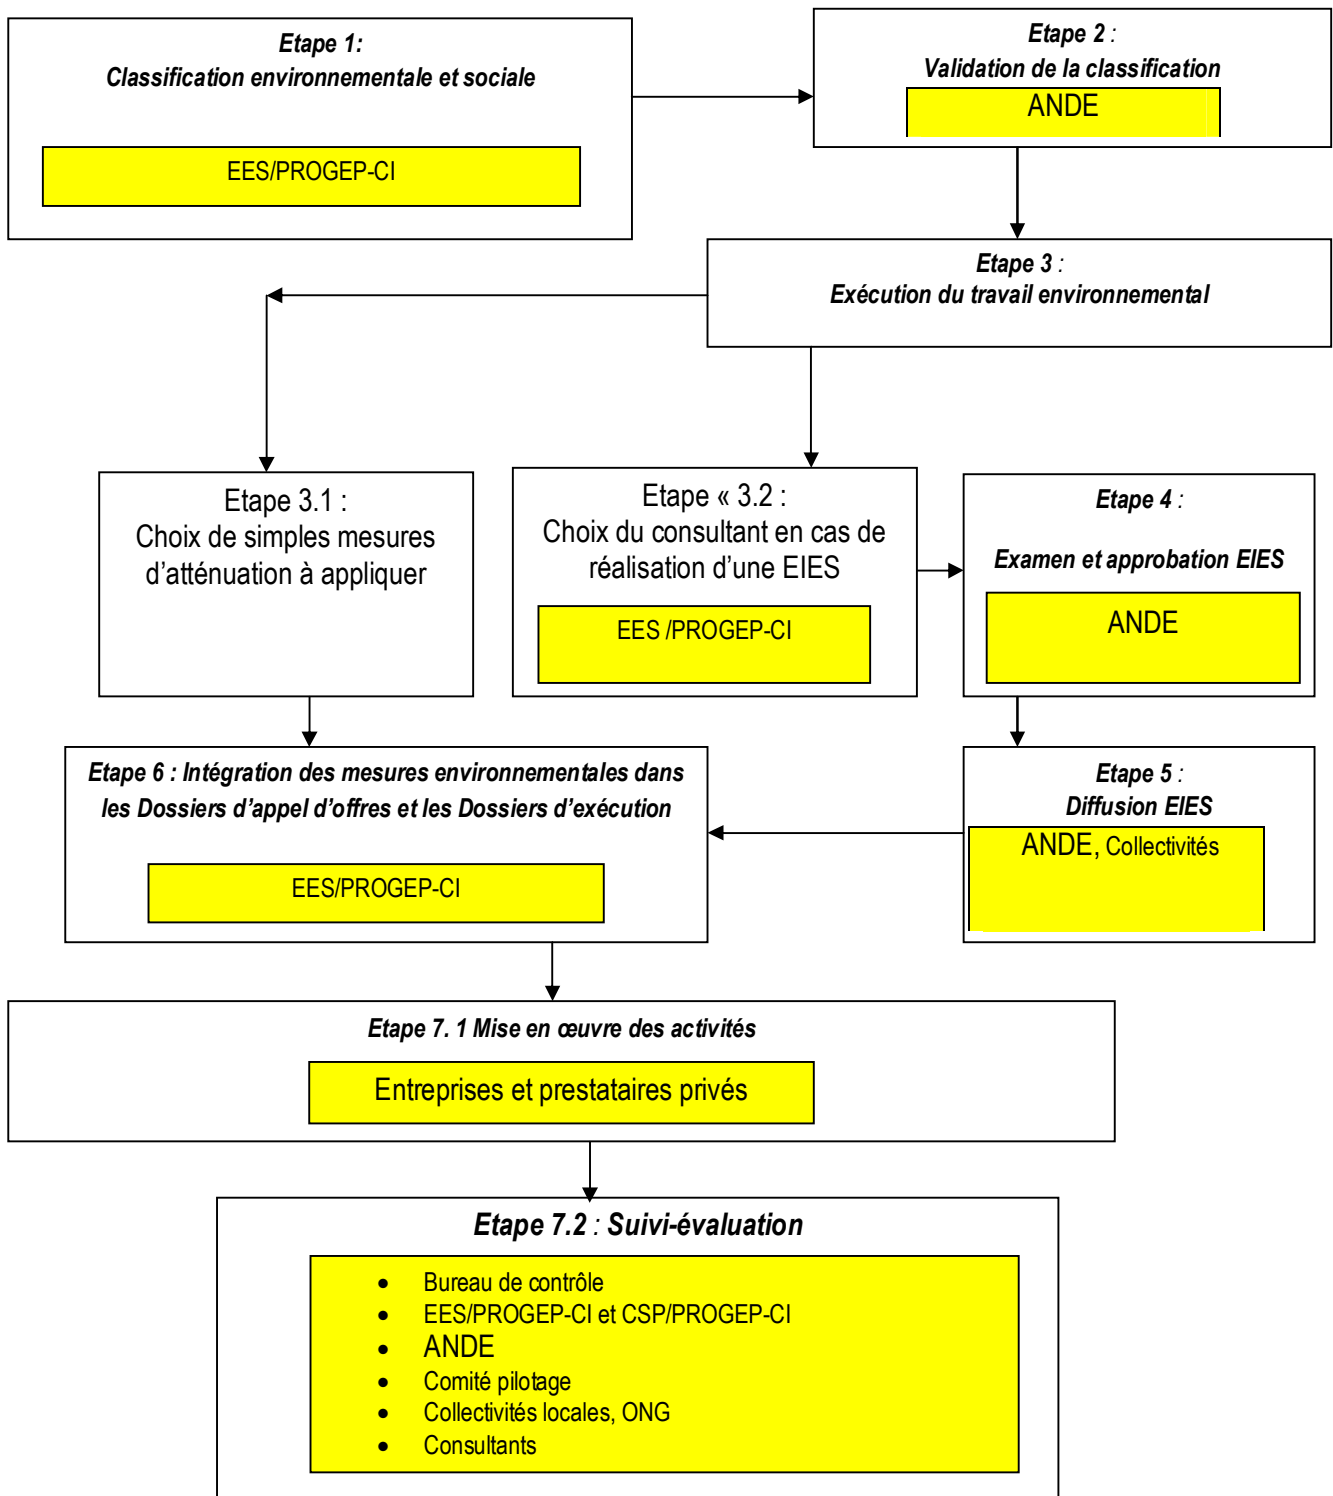 Etape 1:
Classification environnementale et sociale
EES/PROGEP-CI
Etape 2 :
Validation de la classification
ANDE
Etape 3 :
Exécution du travail environnemental
Etape 3.1 :
Choix de simples mesures
d’atténuation à appliquer
Etape « 3.2 :
Choix du consultant en cas de
réalisation d’une EIES
EES /PROGEP-CI
Etape 4 :
Examen et approbation EIES
ANDE
Etape 6 : Intégration des mesures environnementales dans
les Dossiers d’appel d’offres et les Dossiers d’exécution
EES/PROGEP-CI
Etape 5 :
Diffusion EIES
ANDE, Collectivités
Etape 7. 1 Mise en œuvre des activités
Entreprises et prestataires privés
Etape 7.2 : Suivi-évaluation
• Bureau de contrôle
• EES/PROGEP-CI et CSP/PROGEP-CI
• ANDE
• Comité pilotage
• Collectivités locales, ONG
• Consultants